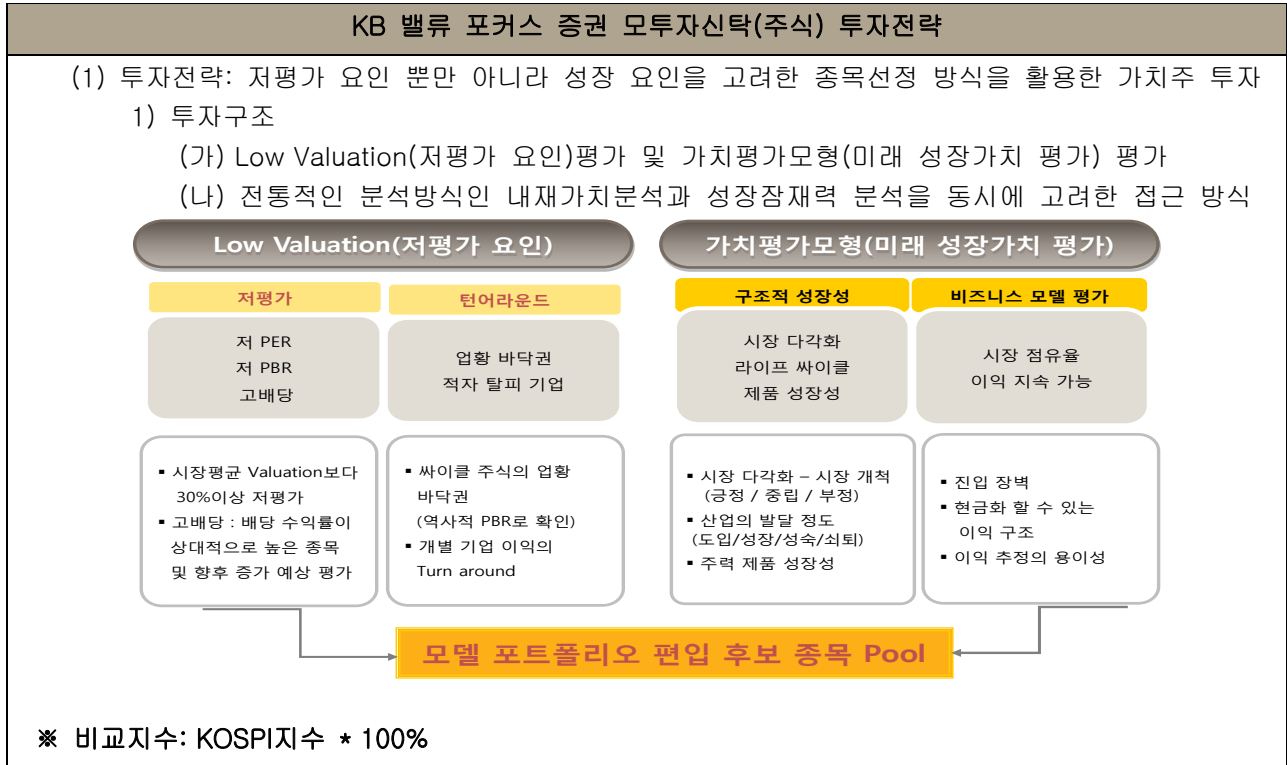 KB 밸류 포커스 증권 모투자신탁(주식) 투자전략
(1) 투자전략: 저평가 요인 뿐만 아니라 성장 요인을 고려한 종목선정 방식을 활용한 가치주 투자
1) 투자구조
(가) Low Valuation(저평가 요인)평가 및 가치평가모형(미래 성장가치 평가) 평가
(나) 전통적인 분석방식인 내재가치분석과 성장잠재력 분석을 동시에 고려한 접근 방식
Low Valuation(저평가 요인)
저평가
턴어라운드
저 PER
저 PBR
고배당
업황 바닥권
적자 탈피 기업
▪ 시장평균 Valuation보다
30%이상 저평가
▪ 고배당 : 배당 수익률이
상대적으로 높은 종목
및 향후 증가 예상 평가
▪ 싸이클 주식의 업황
바닥권
(역사적 PBR로 확인)
▪ 개별 기업 이익의
Turn around
가치평가모형(미래 성장가치 평가)
구조적 성장성
비즈니스 모델 평가
시장 다각화
라이프 싸이클
제품 성장성
시장 점유율
이익 지속 가능
▪ 시장 다각화 – 시장 개척
(긍정 / 중립 / 부정)
▪ 산업의 발달 정도
(도입/성장/성숙/쇠퇴)
▪ 주력 제품 성장성
▪ 진입 장벽
▪ 현금화 할 수 있는
이익 구조
▪ 이익 추정의 용이성
모델 포트폴리오 편입 후보 종목 Pool
※ 비교지수: KOSPI지수 * 100%